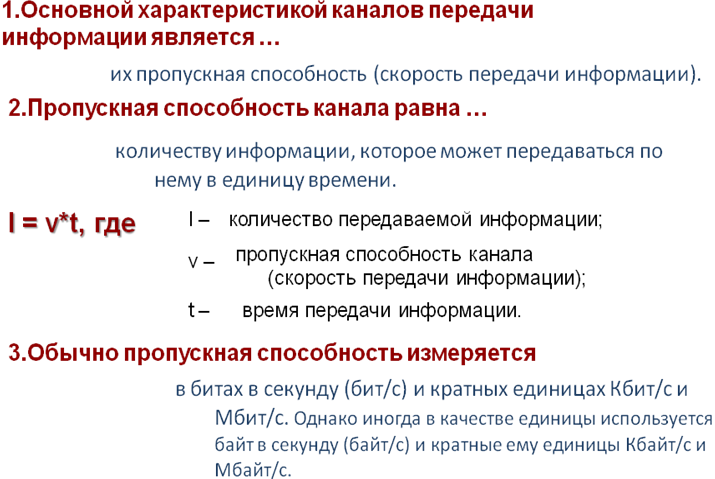 1.Основной характеристикой каналов передачи
информации является …
их пропускная способность (скорость передачи информации).
2.Пропускная способность канала равна …
количеству информации, которое может передаваться по
нему в единицу времени.
I = v*t, где
I – количество передаваемой информации;
v – пропускная способность канала
(скорость передачи информации);
t – время передачи информации.
3.Обычно пропускная способность измеряется
в битах в секунду (бит/с) и кратных единицах Кбит/с и
Мбит/с. Однако иногда в качестве единицы используется
байт в секунду (байт/с) и кратные ему единицы Кбайт/с и
Мбайт/с.